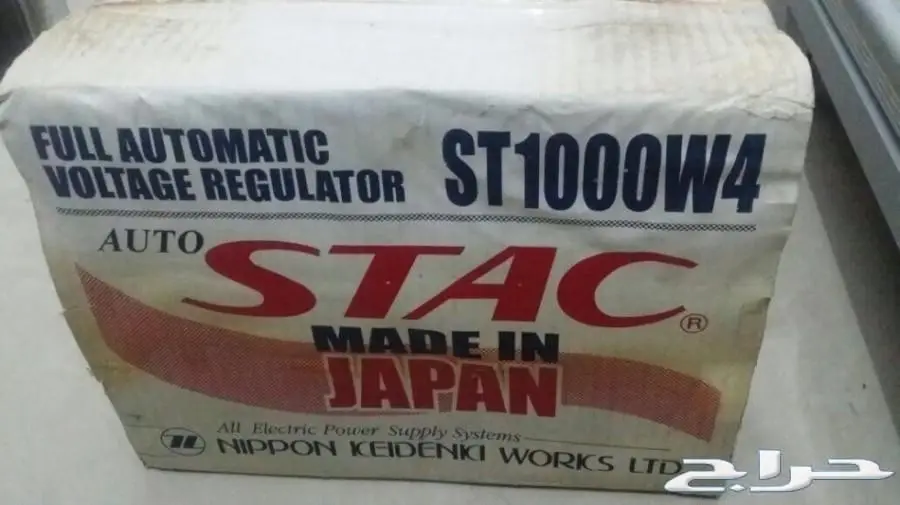 FULL AUTOMATIC
VOLTAGE REGULATOR
ST1000W4
AUTO STAC ®
MADE IN
JAPAN
All Electric Power Supply Systems
NIPPON KEIDENKI WORKS LTD
حراج